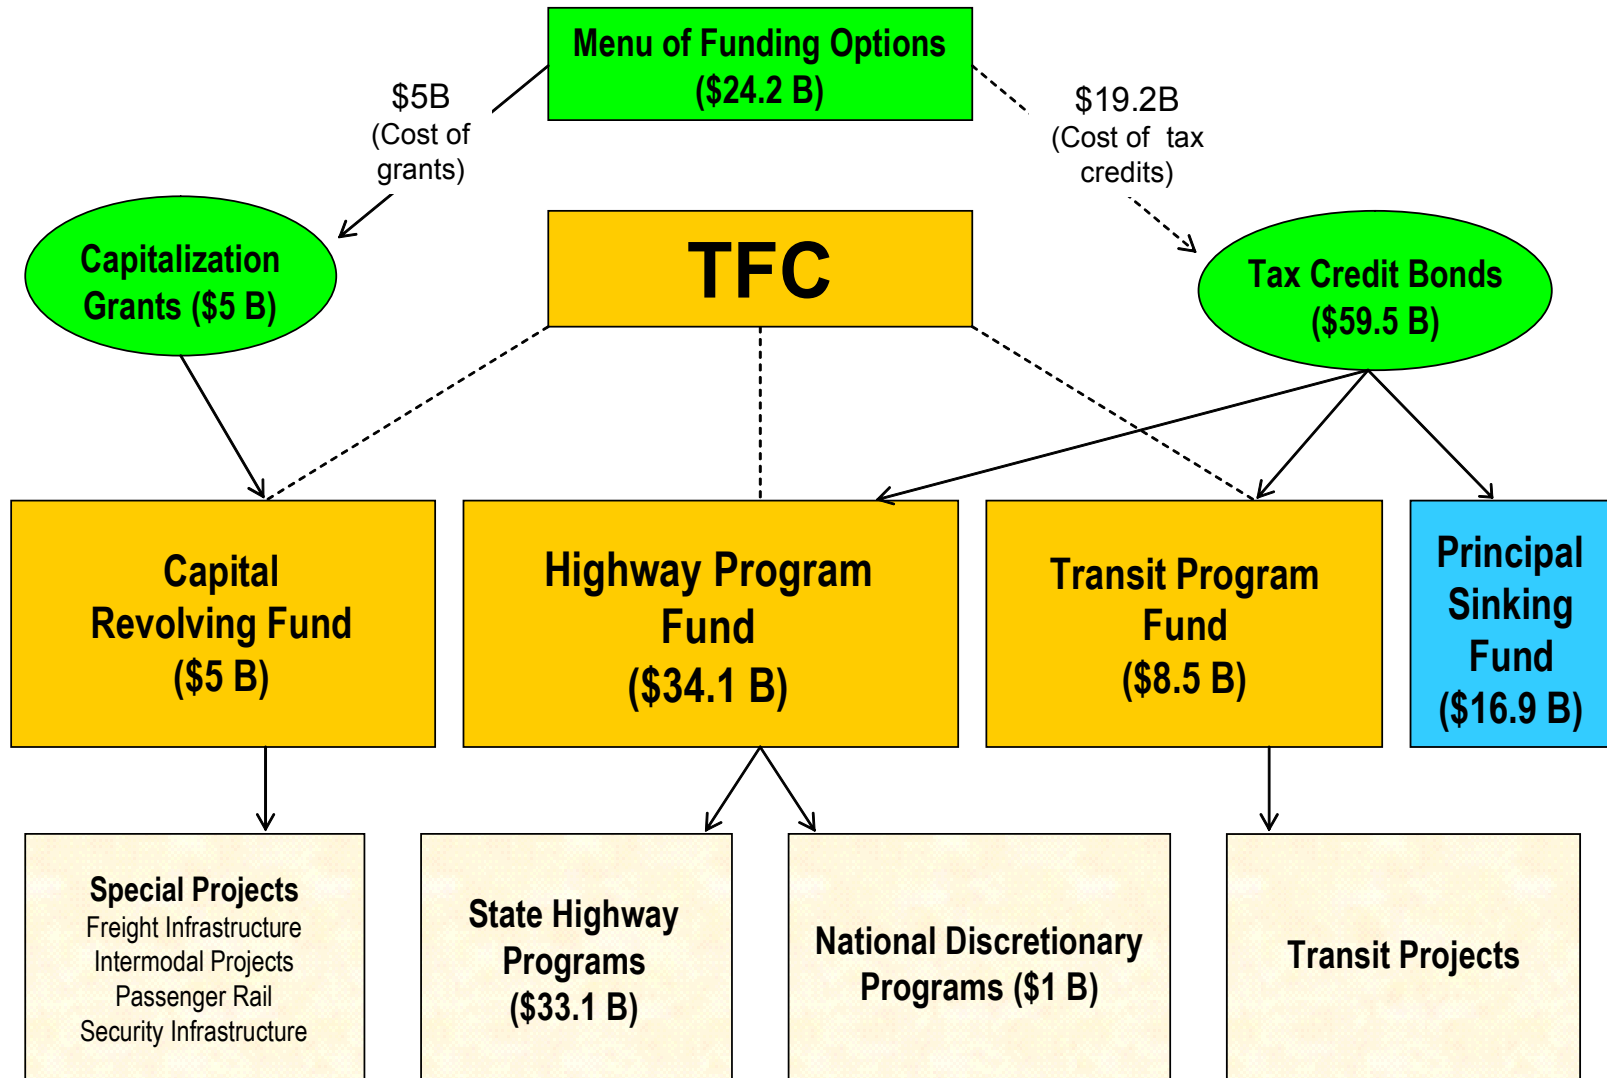 Menu of Funding Options
($24.2 B)
$5B
(Cost of
grants)
$19.2B
(Cost of tax
credits)
Capitalization
Grants ($5 B)
TFC
Tax Credit Bonds
($59.5 B)
Capital
Revolving Fund
($5 B)
Highway Program
Fund
($34.1 B)
Transit Program
Fund
($8.5 B)
Principal
Sinking
Fund
($16.9 B)
Special Projects
Freight Infrastructure
Intermodal Projects
Passenger Rail
Security Infrastructure
State Highway
Programs
($33.1 B)
National Discretionary
Programs ($1 B)
Transit Projects